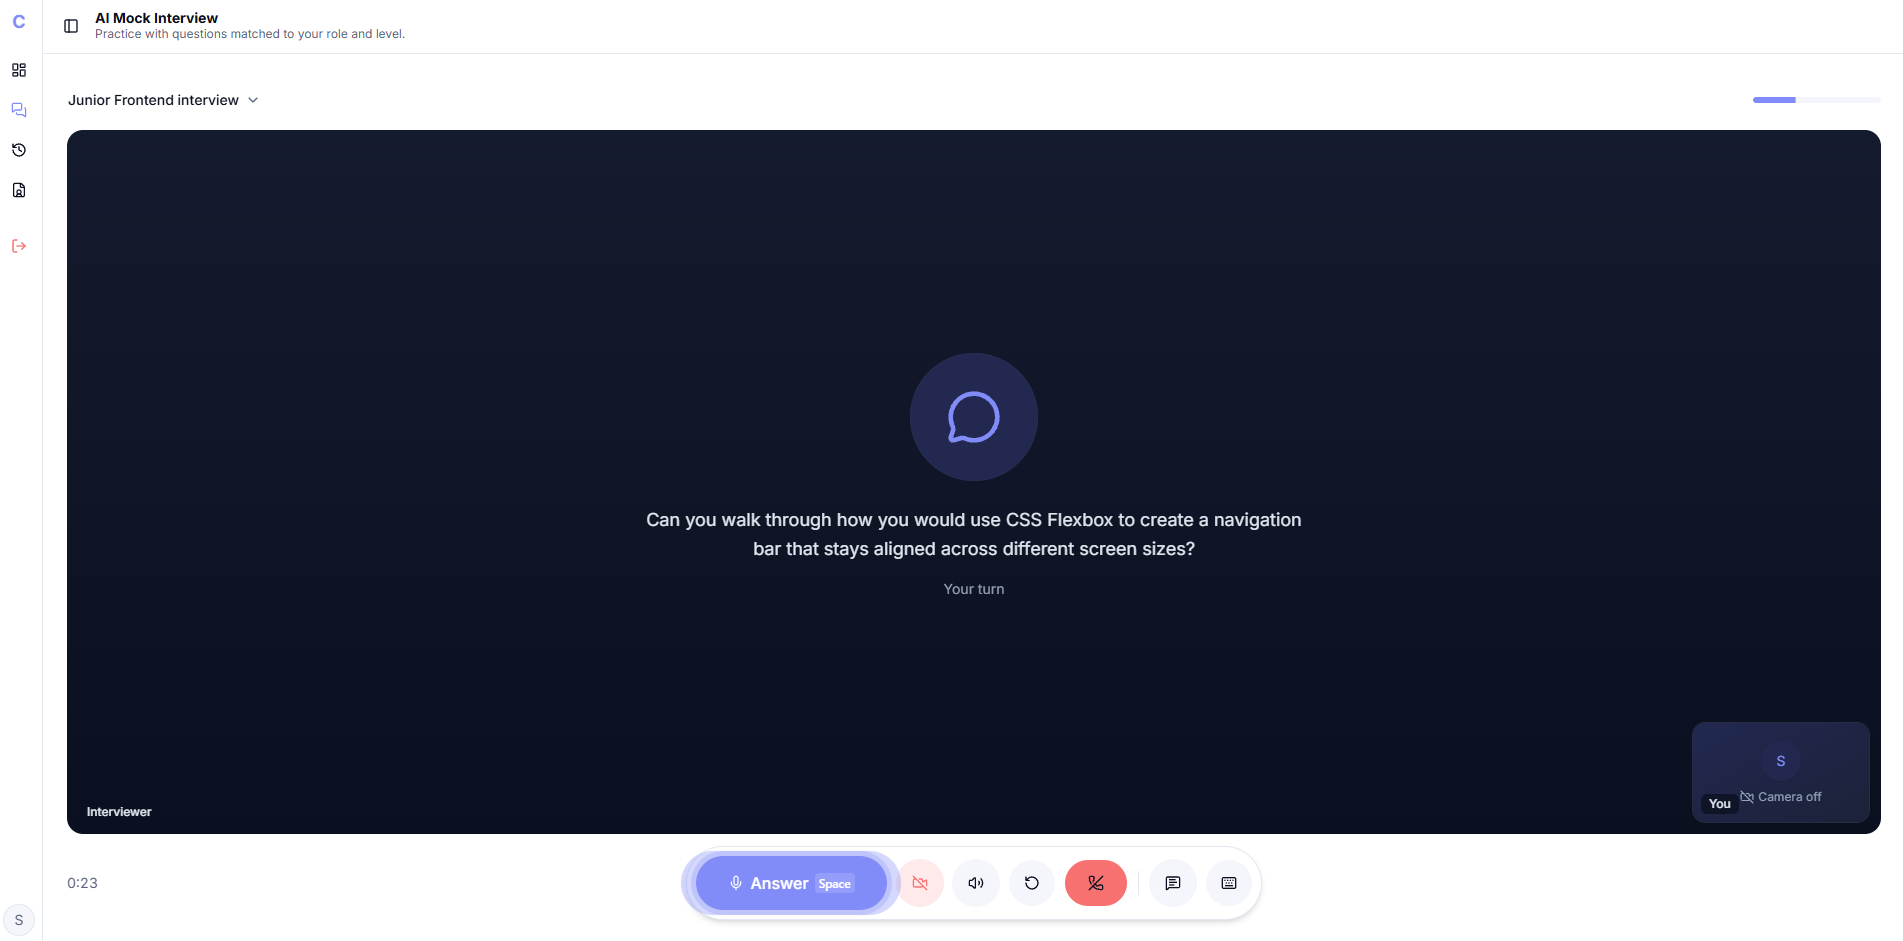 C
AI Mock Interview
Practice with questions matched to your role and level.
Junior Frontend interview
Can you walk through how you would use CSS Flexbox to create a navigation
bar that stays aligned across different screen sizes?
Your turn
S
Camera off
You
Interviewer
0:23
Answer Space
S